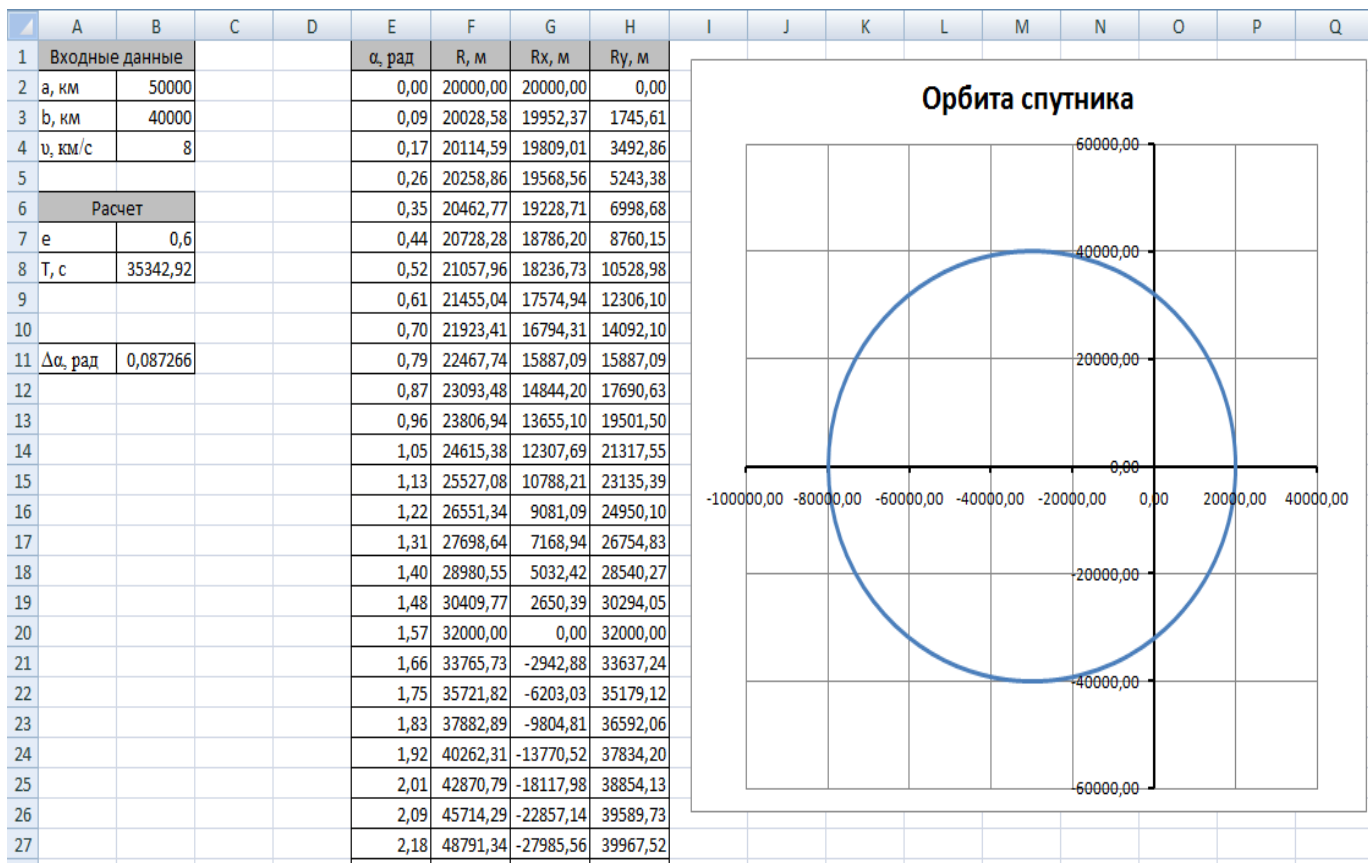 A B C D E F G H I J K L M N O P Q
1 Входные данные α, рад R, м Rx, м Ry, м
2 a, км 50000 0,00 20000,00 20000,00 0,00
3 b, км 40000 0,09 20028,58 19952,37 1745,61
4 υ, км/с 8 0,17 20114,59 19809,01 3492,86
5 0,26 20258,86 19568,56 5243,38
6 Расчет 0,35 20462,77 19228,71 6998,68
7 e 0,6 0,44 20728,28 18786,20 8760,15
8 T, с 35342,92 0,52 21057,96 18236,73 10528,98
9 0,61 21455,04 17574,94 12306,10
10 0,70 21923,41 16794,31 14092,10
11 Δα, рад 0,087266 0,79 22467,74 15887,09 15887,09
12 0,87 23093,48 14844,20 17690,63
13 0,96 23806,94 13655,10 19501,50
14 1,05 24615,38 12307,69 21317,55
15 1,13 25527,08 10788,21 23135,39
16 1,22 26551,34 9081,09 24950,10
17 1,31 27698,64 7168,94 26754,83
18 1,40 28980,55 5032,42 28540,27
19 1,48 30409,77 2650,39 30294,05
20 1,57 32000,00 0,00 32000,00
21 1,66 33765,73 -2942,88 33637,24
22 1,75 35721,82 -6203,03 35179,12
23 1,83 37882,89 -9804,81 36592,06
24 1,92 40262,31 -13770,52 37834,20
25 2,01 42870,79 -18117,98 38854,13
26 2,09 45714,29 -22857,14 39589,73
27 2,18 48791,34 -27985,56 39967,52
Орбита спутника
60000,00
40000,00
20000,00
0,00
-100000,00 -80000,00 -60000,00 -40000,00 -20000,00 0,00 20000,00 40000,00
-20000,00
-40000,00
-60000,00